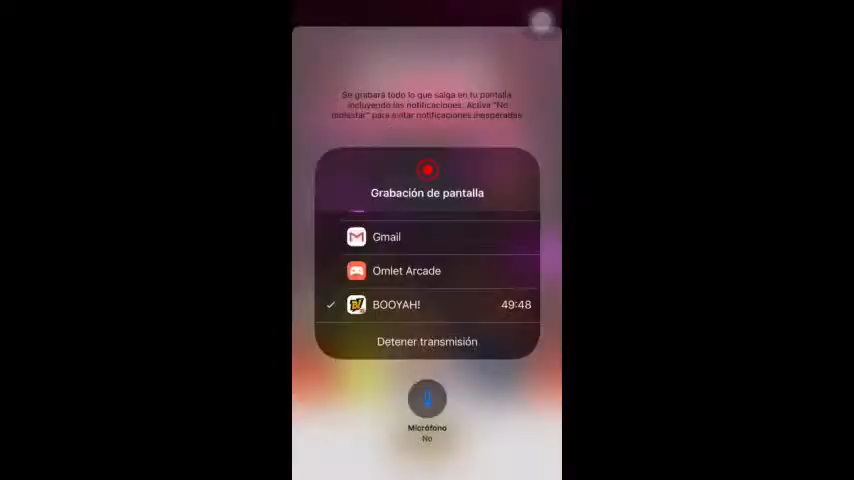 Se grabará todo lo que salga en tu pantalla
incluyendo las notificaciones. Activa "No
molestar" para evitar notificaciones inesperadas
Grabación de pantalla
Gmail
Omlet Arcade
BOOYAH! 49:48
Detener transmisión
Micrófono
No